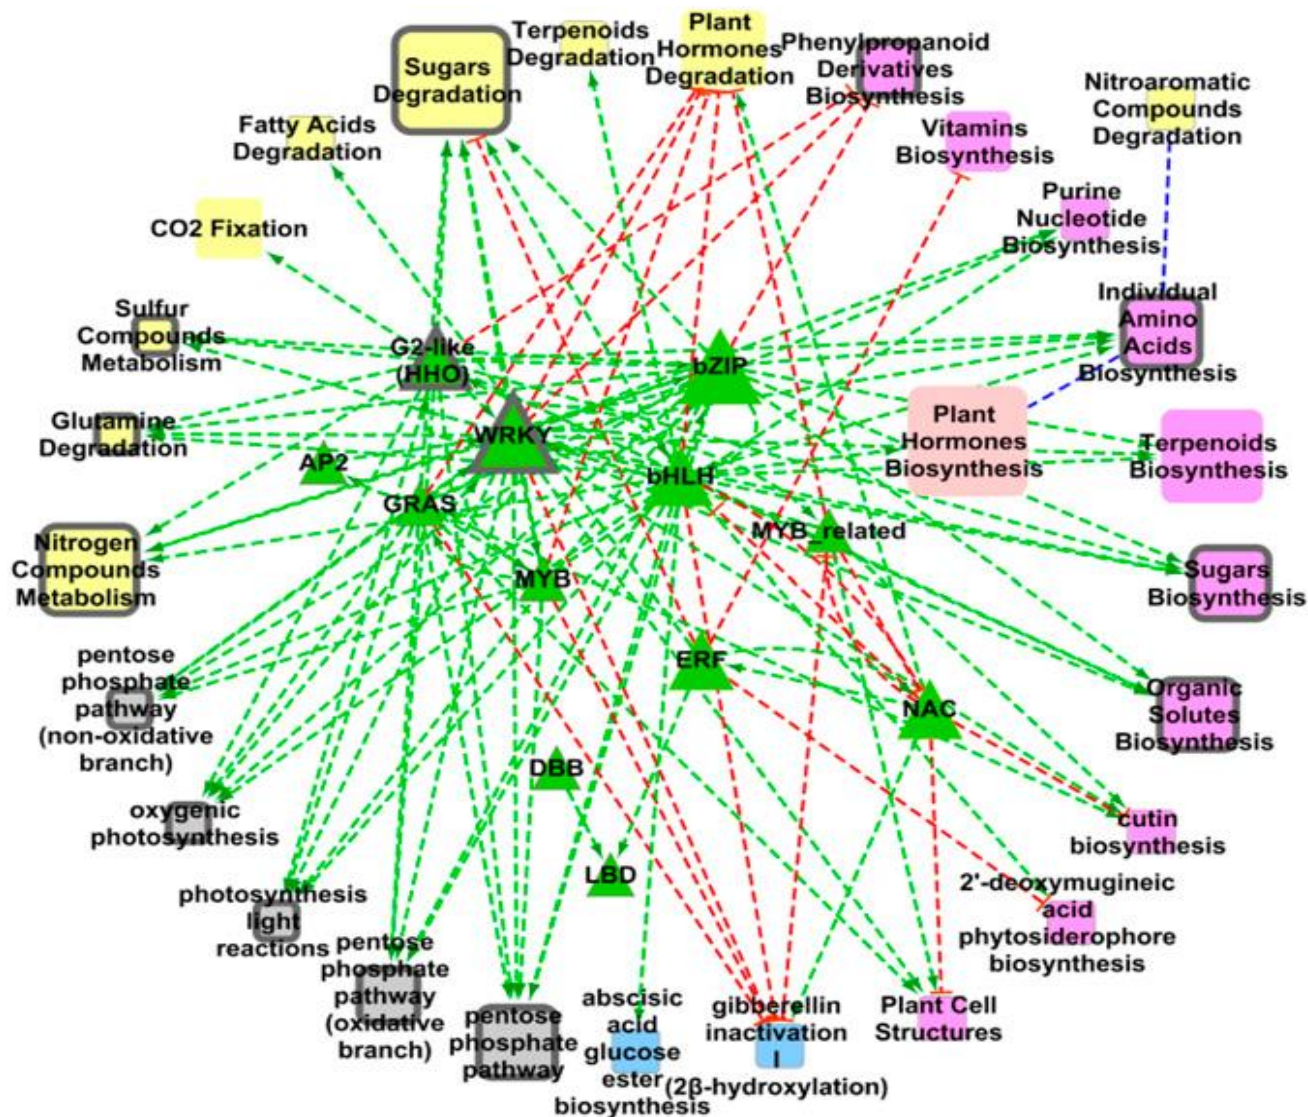 Sugars
Degradation
Terpenoids
Degradation
Plant
Hormones
Degradation
Phenylpropanoid
Derivatives
Biosynthesis
Nitroaromatic
Compounds
Degradation
Fatty Acids
Degradation
Vitamins
Biosynthesis
CO2 Fixation
Purine
Nucleotide
Biosynthesis
Sulfur
Compounds
Metabolism
G2-like
(HHO)
bZIP
Individual
Amino
Acids
Biosynthesis
Glutamine
Degradation
WRKY
Plant
Hormones
Biosynthesis
Terpenoids
Biosynthesis
AP2
GRAS
bHLH
MYB_related
Nitrogen
Compounds
Metabolism
MYB
Sugars
Biosynthesis
pentose
phosphate
pathway
(non-oxidative
branch)
ERF
NAC
Organic
Solutes
Biosynthesis
DBB
oxygenic
photosynthesis
cutin
biosynthesis
LBD
photosynthesis
light
reactions
2'-deoxymugineic
acid
phytosiderophore
biosynthesis
pentose
phosphate
pathway
(oxidative
branch)
pentose
phosphate
pathway
abscisic
acid
glucose
ester
biosynthesis
gibberellin
inactivation
I
(2β-hydroxylation)
Plant Cell
Structures